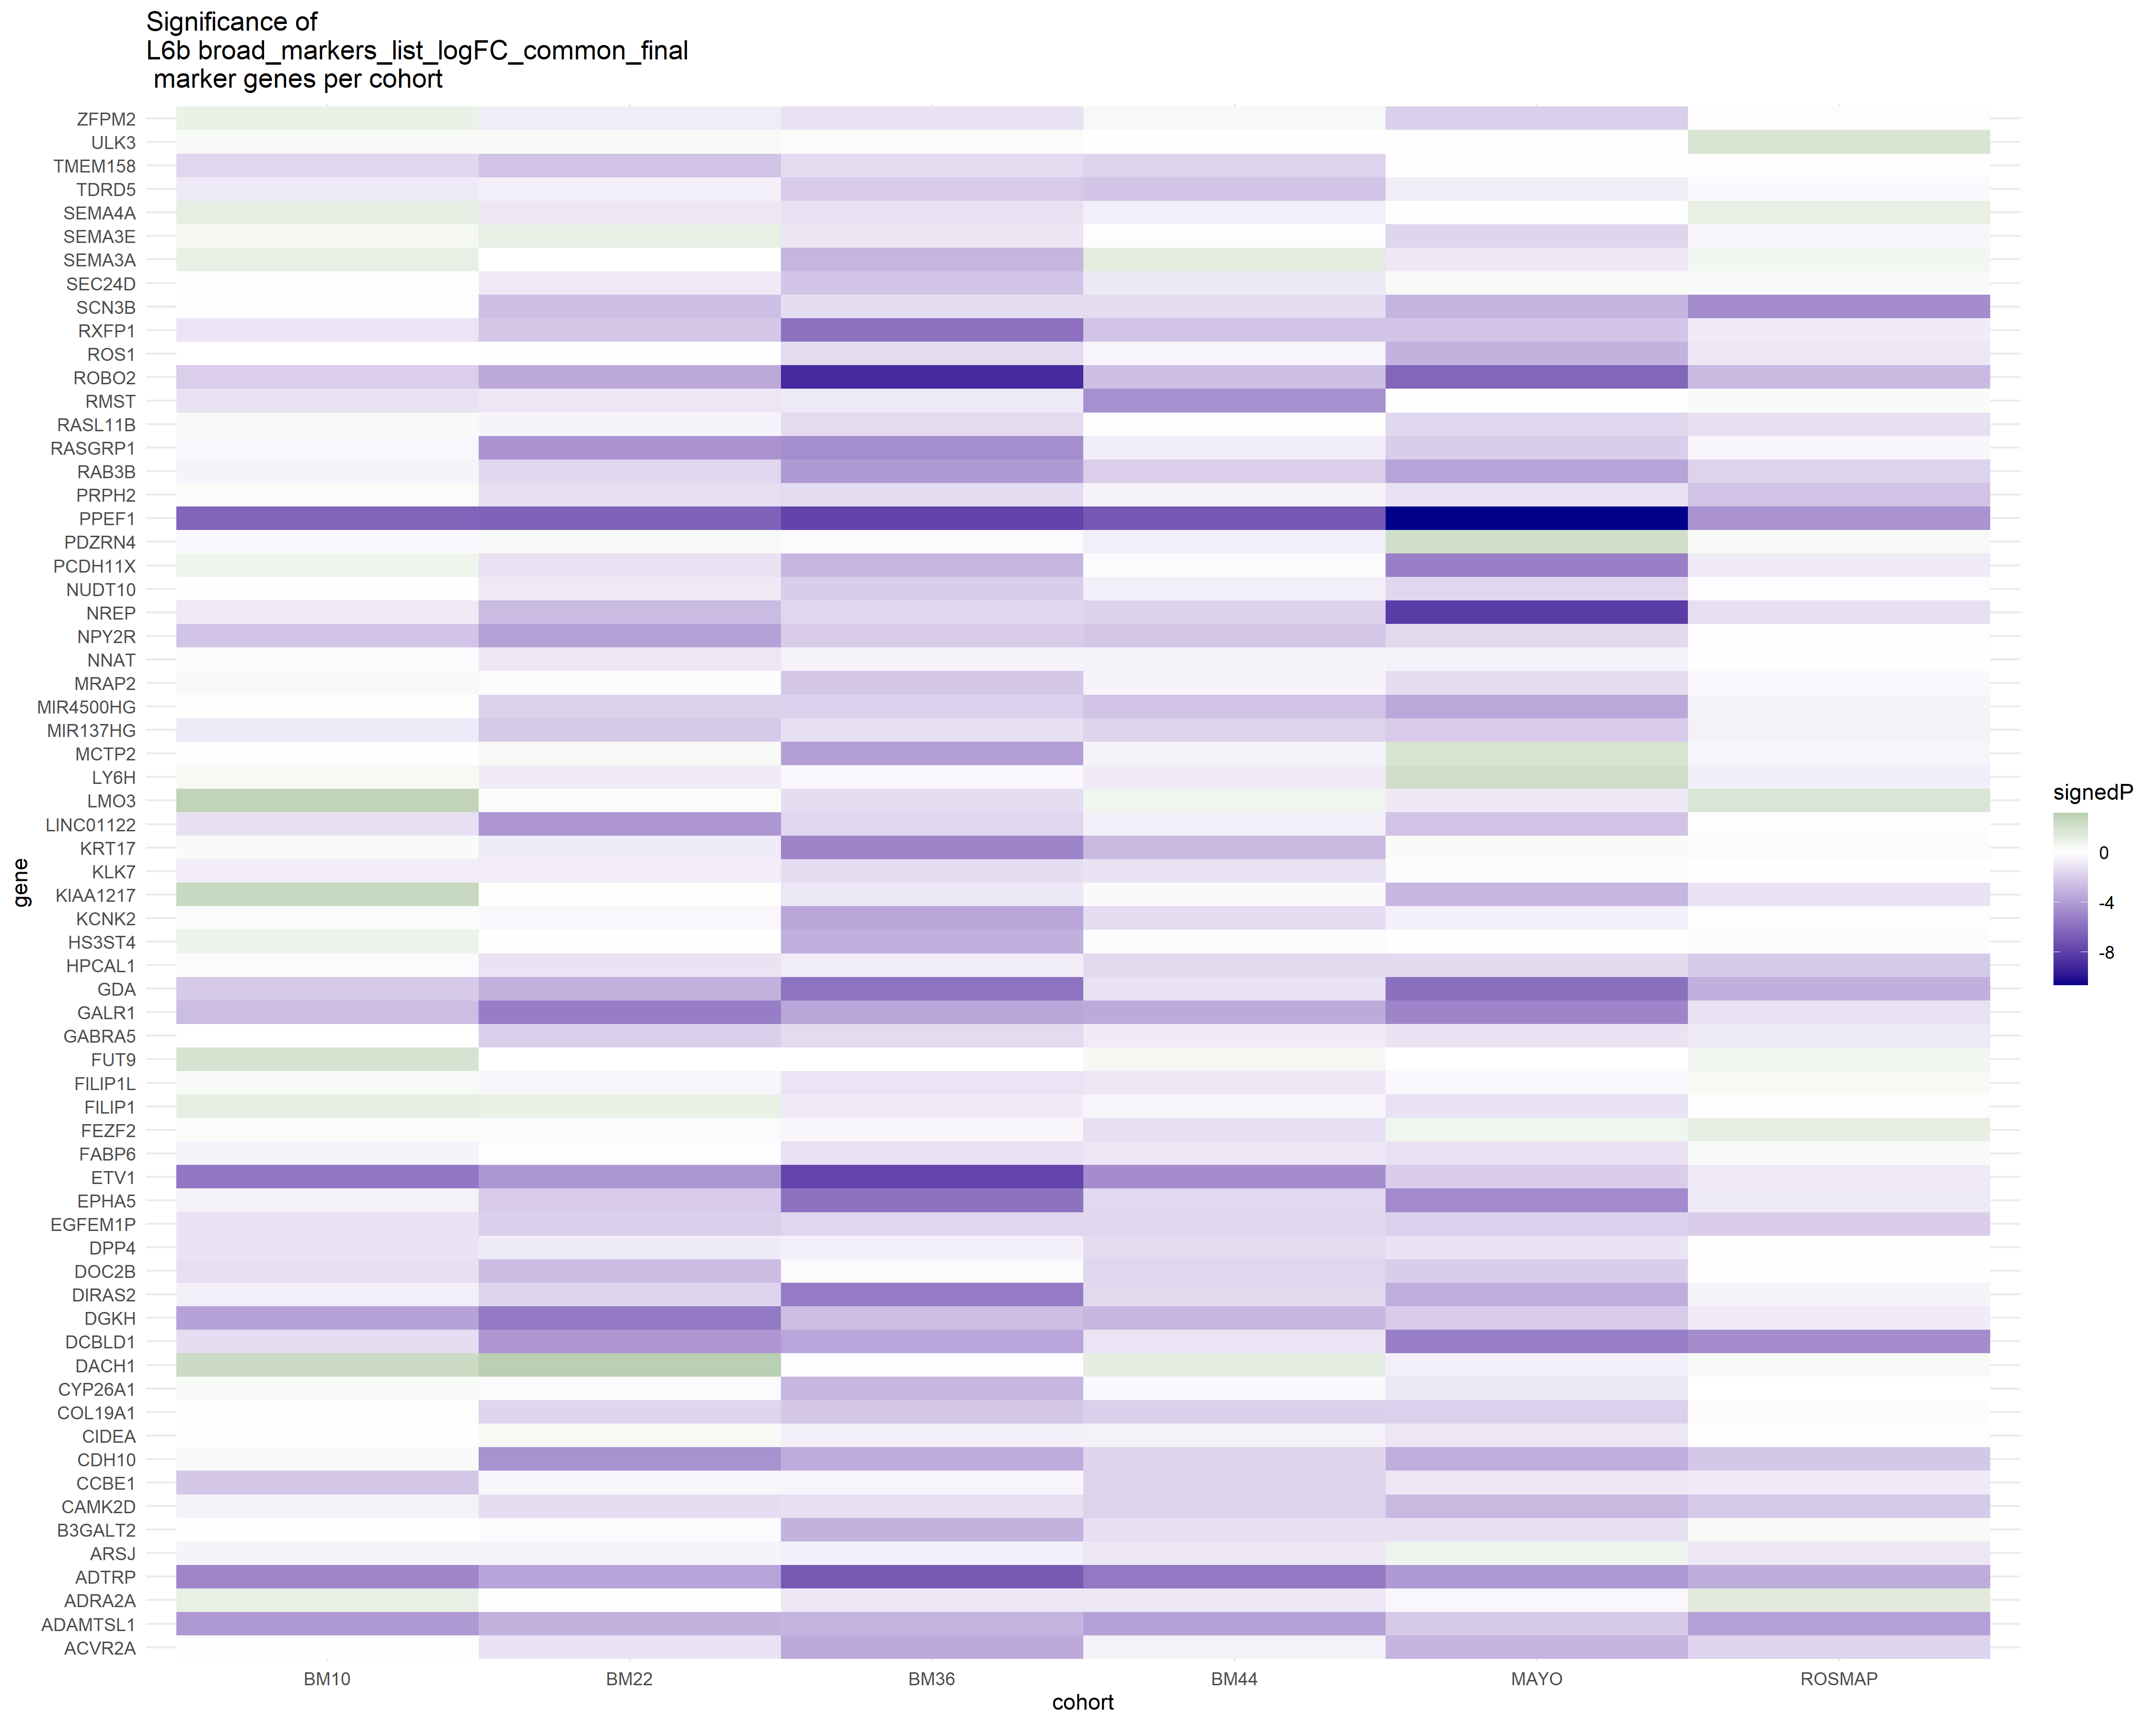 Significance of
L6b broad_markers_list_logFC_common_final
marker genes per cohort
ZFPM2
ULK3
TMEM158
TDRD5
SEMA4A
SEMA3E
SEMA3A
SEC24D
SCN3B
RXFP1
ROS1
ROBO2
RMST
RASL11B
RASGRP1
RAB3B
PRPH2
PPEF1
PDZRN4
PCDH11X
NUDT10
NREP
NPY2R
NNAT
MRAP2
MIR4500HG
MIR137HG
MCTP2
LY6H
LMO3
LINC01122
KRT17
KLK7
KIAA1217
KCNK2
HS3ST4
HPCAL1
GDA
GALR1
GABRA5
FUT9
FILIP1L
FILIP1
FEZF2
FABP6
ETV1
EPHA5
EGFEM1P
DPP4
DOC2B
DIRAS2
DGKH
DCBLD1
DACH1
CYP26A1
COL19A1
CIDEA
CDH10
CCBE1
CAMK2D
B3GALT2
ARSJ
ADTRP
ADRA2A
ADAMTSL1
ACVR2A
gene
BM10 BM22 BM36 BM44 MAYO ROSMAP
cohort
signedP
0
-4
-8